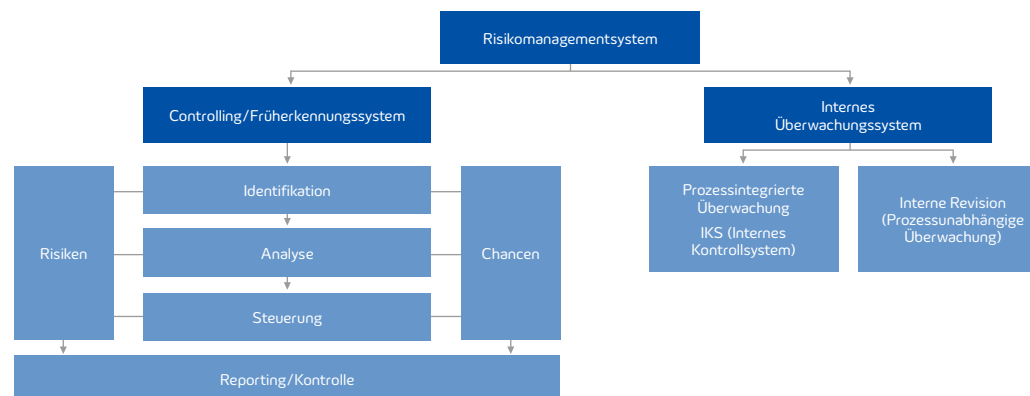 Risikomanagementsystem
Controlling/Früherkennungssystem
Internes
Überwachungssystem
Risiken
Identifikation
Analyse
Steuerung
Chancen
Reporting/Kontrolle
Prozessintegrierte
Überwachung
IKS (Internes
Kontrollsystem)
Interne Revision
(Prozessunabhängige
Überwachung)